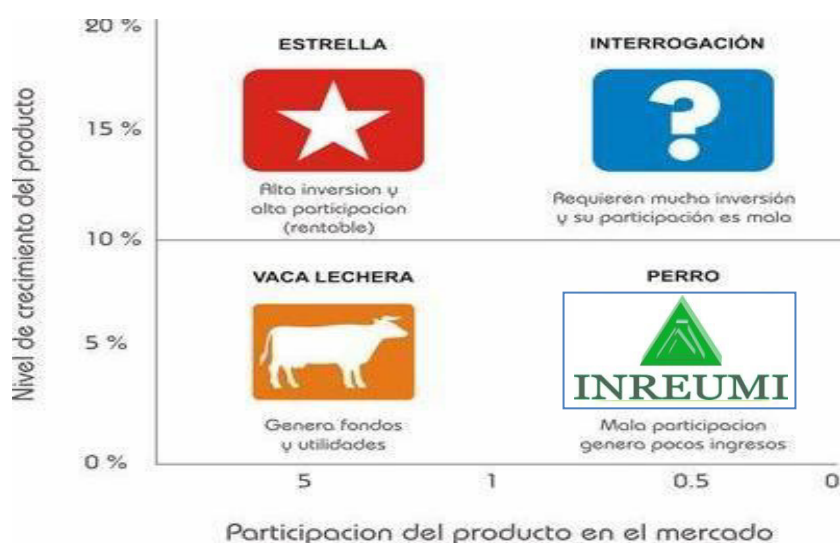 20 %
ESTRELLA
INTERROGACIÓN
15 %
Alta inversion y
alta participacion
(rentable)
Requieren mucha inversión
y su participación es mala
10 %
VACA LECHERA
PERRO
5 %
INREUMI
Genera fondos
y utilidades
Mala participacion
genera pocos ingresos
0 %
5
1
0.5
0
Nivel de crecimiento del producto
Participacion del producto en el mercado